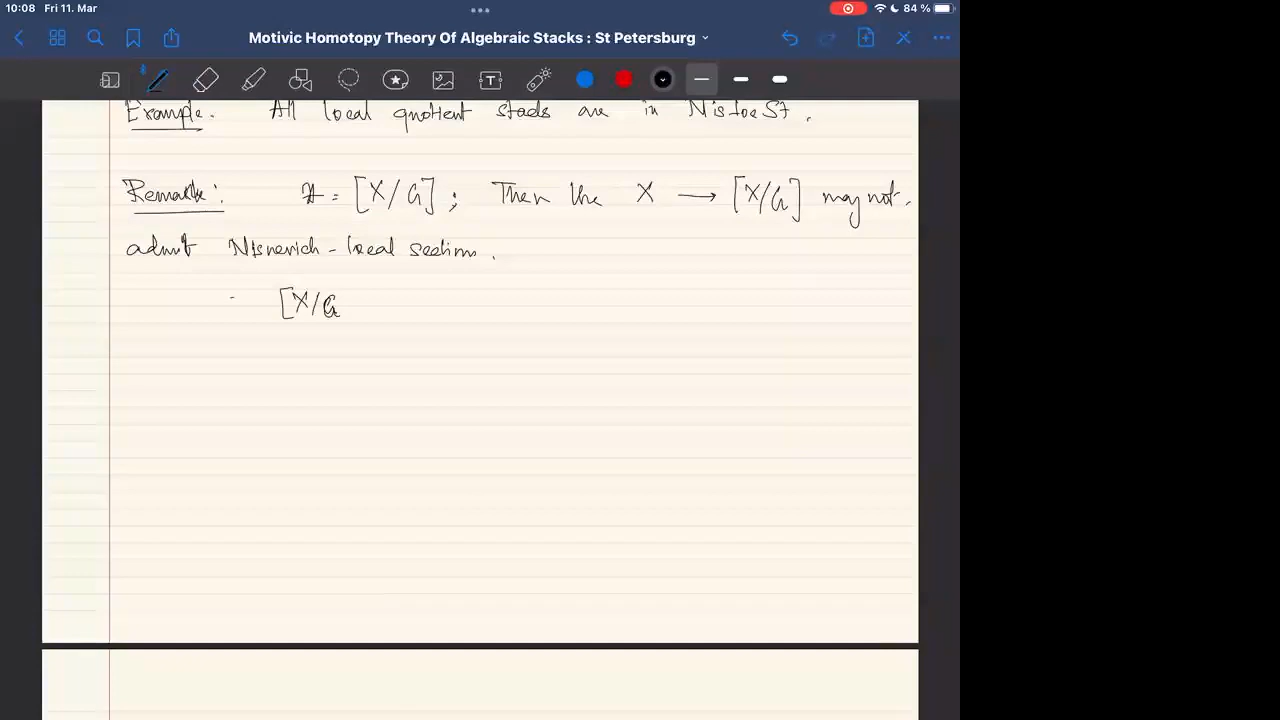 10:08 Fri 11. Mar
84 %
Motivic Homotopy Theory Of Algebraic Stacks : St Petersburg
Example. All local quotient stacks are in NislocSt.
Remark: = [X/G] ; Then the X → [X/G] may not.
admit Nisnevich - local sections.
[X/G